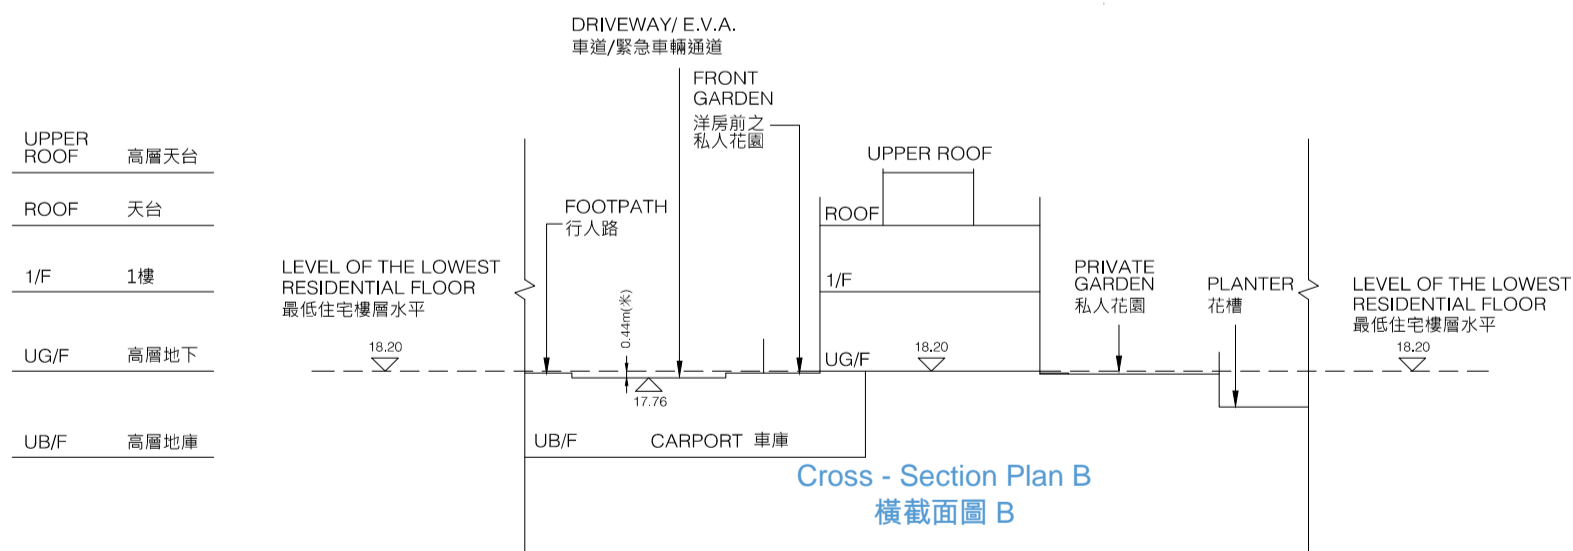 DRIVEWAY/ E.V.A.
車道/緊急車輛通道
FRONT
GARDEN
洋房前之
私人花園
UPPER
ROOF 高層天台
UPPER ROOF
ROOF 天台
FOOTPATH
行人路
ROOF
1/F 1樓
LEVEL OF THE LOWEST
RESIDENTIAL FLOOR
最低住宅樓層水平
0.44m(米)
1/F
PRIVATE
GARDEN
私人花園
PLANTER
花槽
LEVEL OF THE LOWEST
RESIDENTIAL FLOOR
最低住宅樓層水平
UG/F 高層地下
18.20
UG/F
18.20
18.20
17.76
UB/F 高層地庫
UB/F
CARPORT 車庫
Cross - Section Plan B
橫截面圖 B